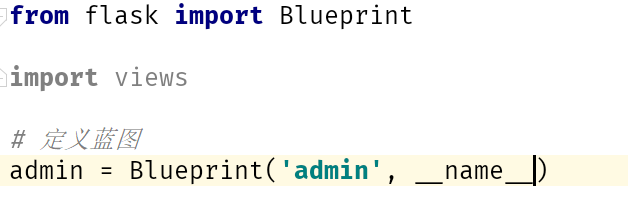 from flask import Blueprint
import views
# 定义蓝图
admin = Blueprint('admin', __name__)